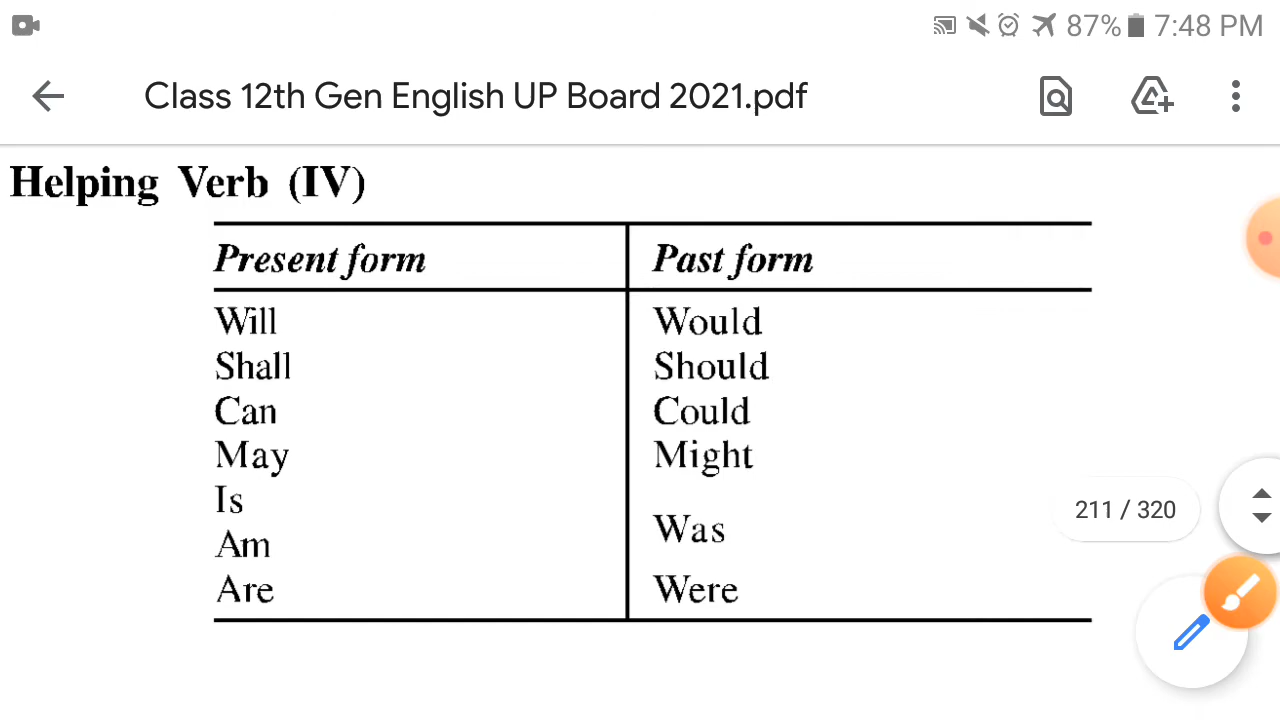 87% 7:48 PM
Class 12th Gen English UP Board 2021.pdf
Helping Verb (IV)
Present form Past form
Will Would
Shall Should
Can Could
May Might
Is
Was
Am
Are Were
211 / 320